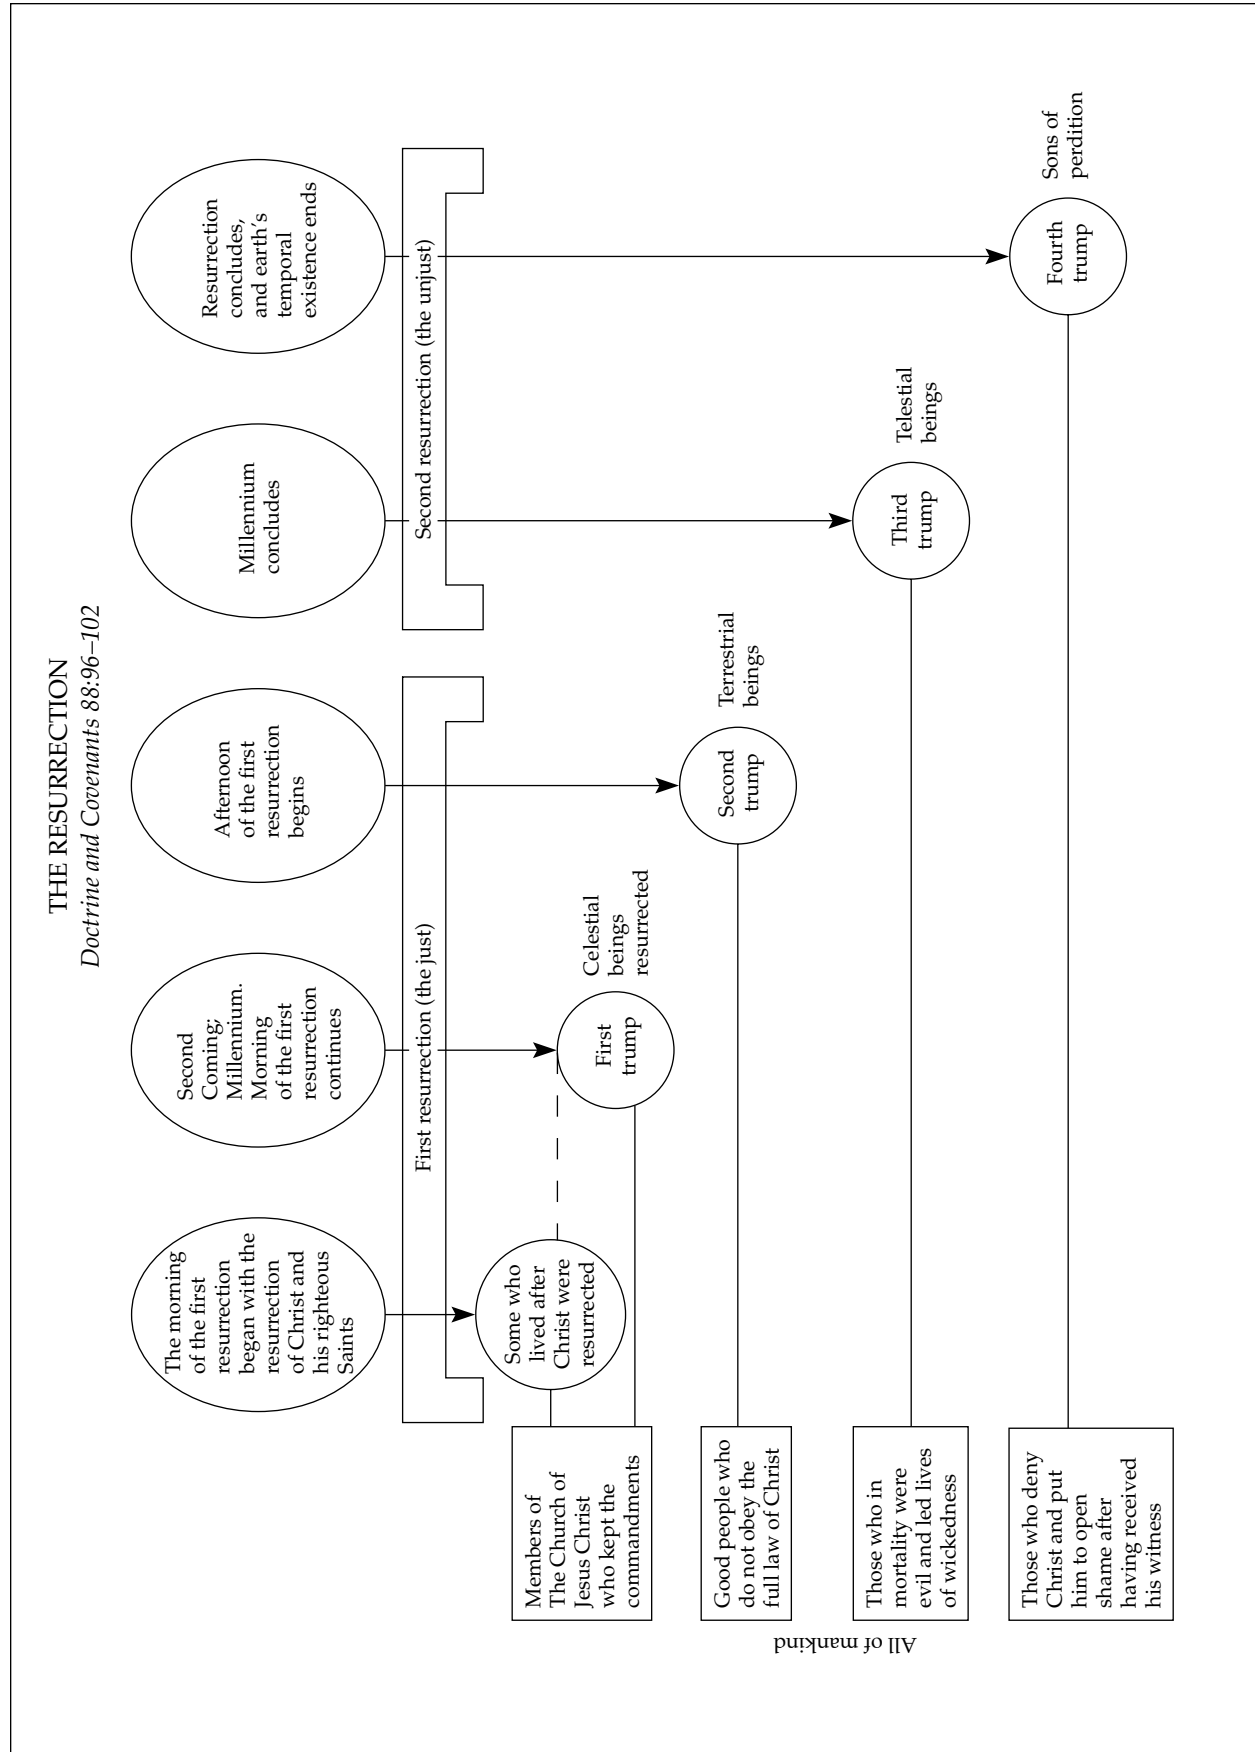 THE RESURRECTION
Doctrine and Covenants 88:96–102
The morning
of the first
resurrection
began with the
resurrection
of Christ and
his righteous
Saints
Second
Coming;
Millennium.
Morning
of the first
resurrection
continues
Afternoon
of the first
resurrection
begins
Millennium
concludes
Resurrection
concludes,
and earth's
temporal
existence ends
First resurrection (the just)
Second resurrection (the unjust)
Members of
The Church of
Jesus Christ
who kept the
commandments
Some who
lived after
Christ were
resurrected
First
trump
Celestial
beings
resurrected
Good people who
do not obey the
full law of Christ
Second
trump
Terrestrial
beings
Those who in
mortality were
evil and led lives
of wickedness
Third
trump
Telestial
beings
Those who deny
Christ and put
him to open
shame after
having received
his witness
Fourth
trump
Sons of
perdition
All of mankind